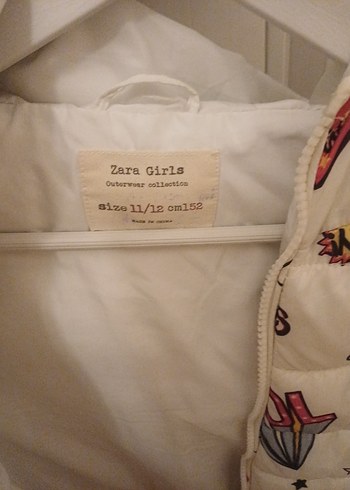 Zara Girls
Outerwear collection
size 11/12 cm152